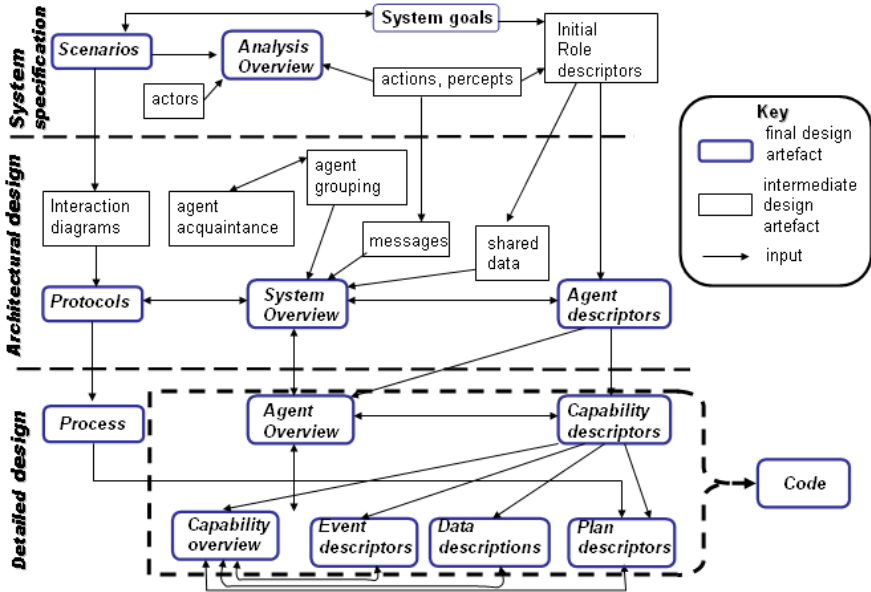 System specification
System goals
Scenarios
Analysis
Overview
Initial
Role
descriptors
actions, percepts
actors
Key
final design
artefact
intermediate
design
artefact
input
Architectural design
agent
grouping
Interaction
diagrams
agent
acquaintance
messages
shared
data
Protocols
System
Overview
Agent
descriptors
Detailed design
Process
Agent
Overview
Capability
descriptors
Code
Capability
overview
Event
descriptors
Data
descriptions
Plan
descriptors